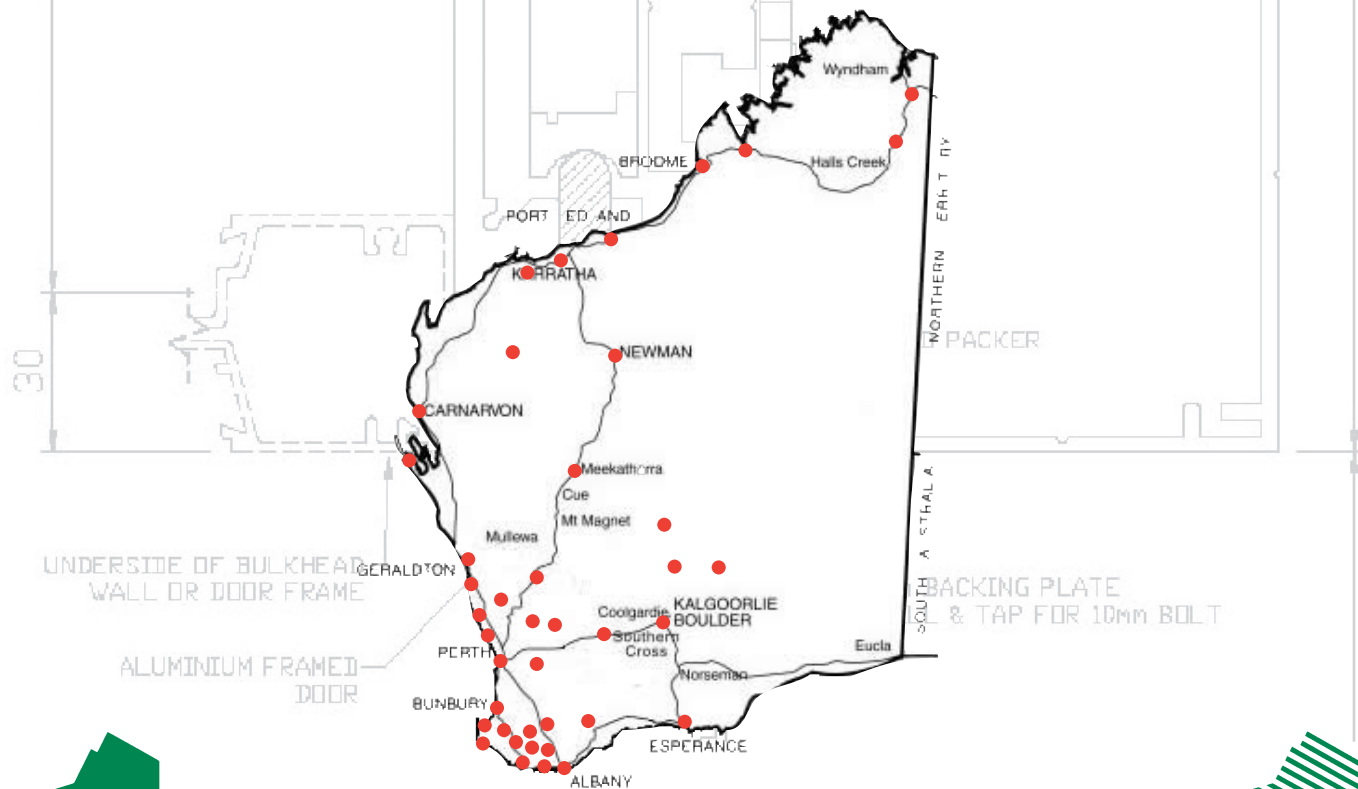 Wyndham
BROOME
Halls Creek
PORT
KARRATHA
NORTHERN
30
PACKER
NEWMAN
CARNARVON
Meekatharra
Cue
Mt Magnet
Mullewa
SOUTH
UNDERSIDE OF BULKHEAD
WALL OR DOOR FRAME
GERALDTON
BACKING PLATE
& TAP FOR 10mm BOLT
Coolgardie
KALGOORLIE
BOULDER
Southern
Cross
PERTH
Eucla
ALUMINIUM FRAMED
DOOR
Norseman
BUNBURY
ESPERANCE
ALBANY